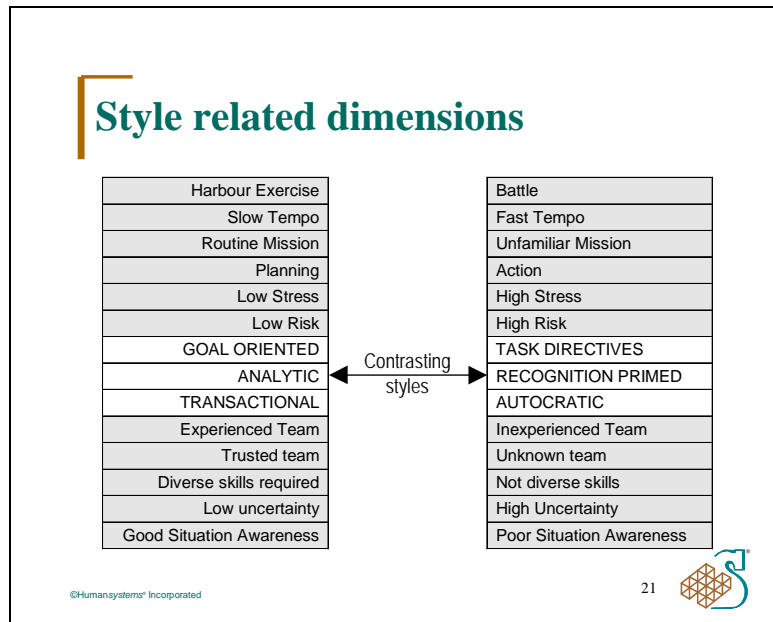 Style related dimensions
Harbour Exercise
Slow Tempo
Routine Mission
Planning
Low Stress
Low Risk
GOAL ORIENTED
ANALYTIC
TRANSACTIONAL
Experienced Team
Trusted team
Diverse skills required
Low uncertainty
Good Situation Awareness
Contrasting
styles
Battle
Fast Tempo
Unfamiliar Mission
Action
High Stress
High Risk
TASK DIRECTIVES
RECOGNITION PRIMED
AUTOCRATIC
Inexperienced Team
Unknown team
Not diverse skills
High Uncertainty
Poor Situation Awareness
©Humansystems® Incorporated
21